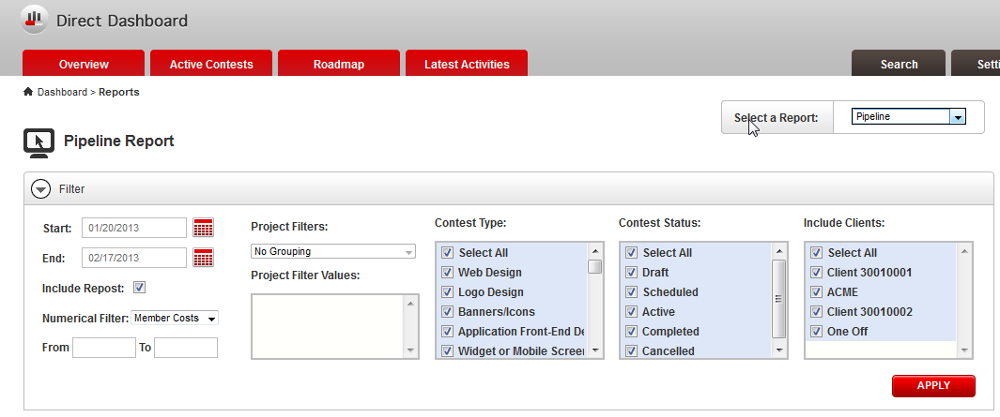 Direct Dashboard
Overview Active Contests Roadmap Latest Activities Search Setti
Dashboard > Reports
Select a Report: Pipeline
Pipeline Report
Filter
Start: 01/20/2013
End: 02/17/2013
Include Repost:
Numerical Filter: Member Costs
From To
Project Filters:
No Grouping
Project Filter Values:
Contest Type:
Select All
Web Design
Logo Design
Banners/Icons
Application Front-End De
Widget or Mobile Screen
Contest Status:
Select All
Draft
Scheduled
Active
Completed
Cancelled
Include Clients:
Select All
Client 30010001
ACME
Client 30010002
One Off
APPLY